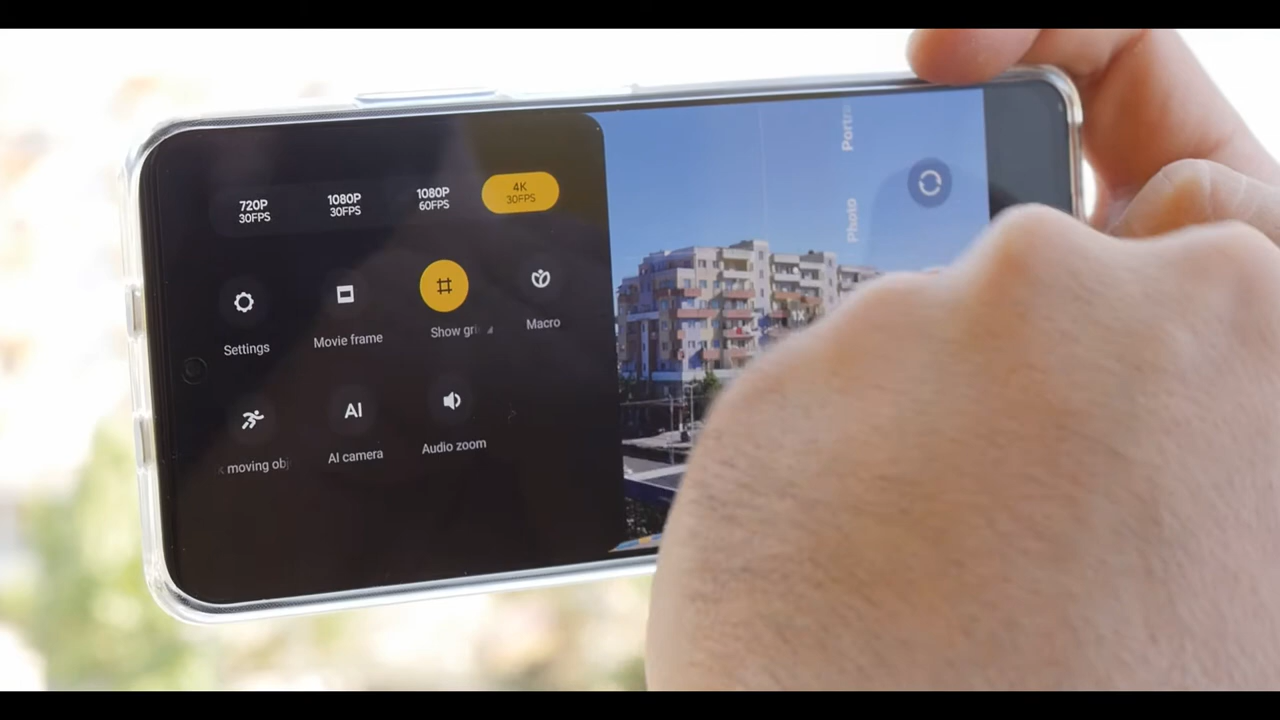 720P
30FPS
1080P
30FPS
1080P
60FPS
4K
30FPS
Settings
Movie frame
Show gri
Macro
moving obj
AI
AI camera
Audio zoom
Portr
Photo
1X